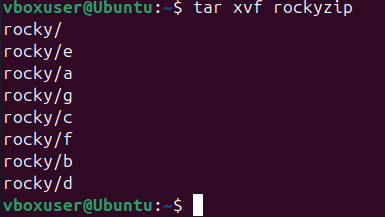 vboxuser@Ubuntu:~$ tar xvf rockyzip
rocky/
rocky/e
rocky/a
rocky/g
rocky/c
rocky/f
rocky/b
rocky/d
vboxuser@Ubuntu:~$